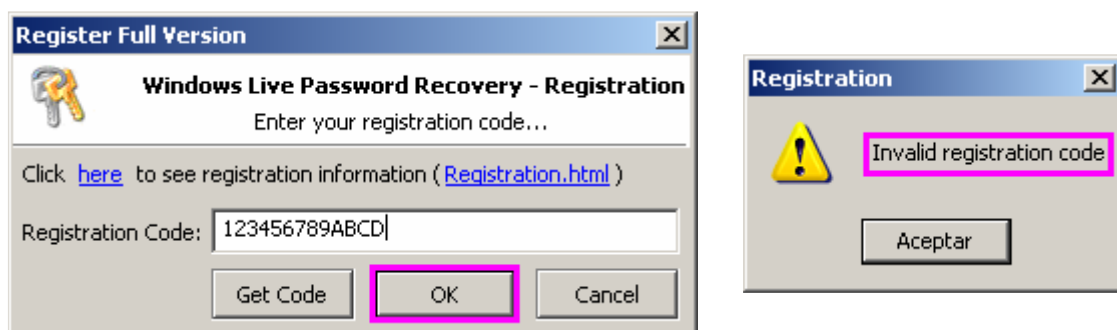 Register Full Version
Windows Live Password Recovery - Registration
Enter your registration code...
Click here to see registration information ( Registration.html )
Registration Code: 123456789ABCD
Get Code OK Cancel
Registration
Invalid registration code
Aceptar